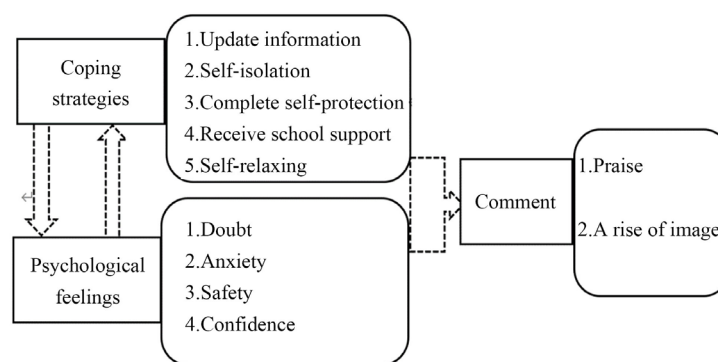 Coping
strategies
1.Update information
2.Self-isolation
3.Complete self-protection
4.Receive school support
5.Self-relaxing
Psychological
feelings
1.Doubt
2.Anxiety
3.Safety
4.Confidence
Comment
1.Praise
2.A rise of image